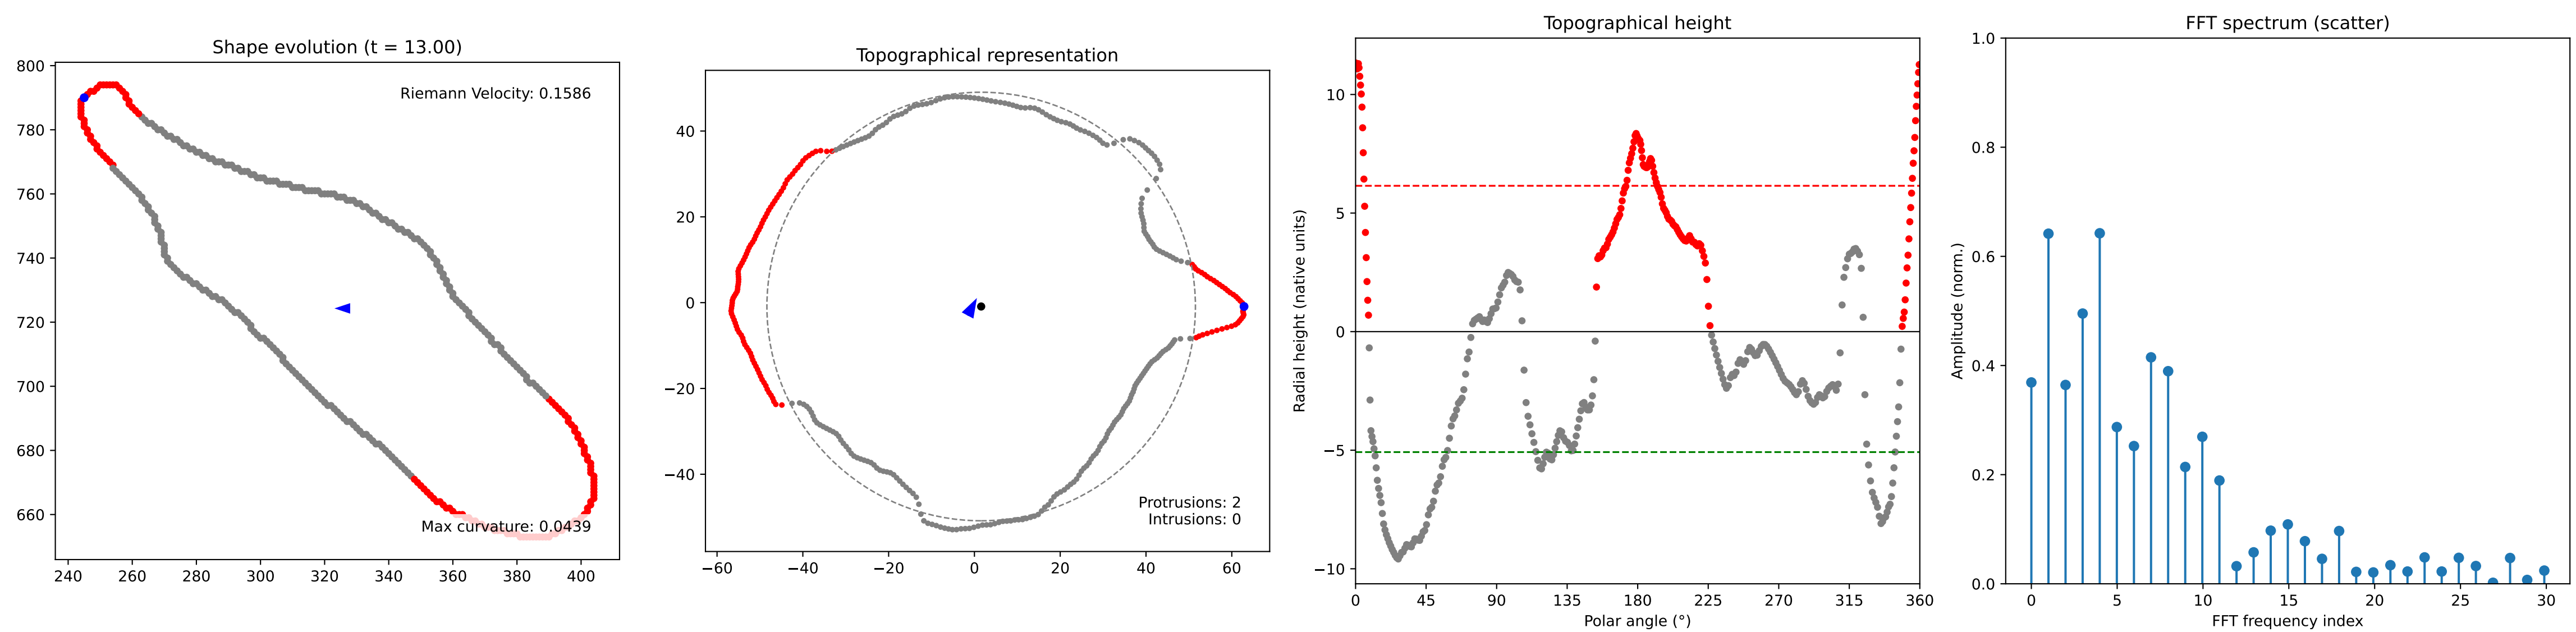 Shape evolution (t = 13.00)
Riemann Velocity: 0.1586
Max curvature: 0.0439
800
780
760
740
720
700
680
660
240 260 280 300 320 340 360 380 400
Topographical representation
40
20
0
−20
−40
−60 −40 −20 0 20 40 60
Protrusions: 2
Intrusions: 0
Topographical height
Radial height (native units)
10
5
0
−5
−10
0 45 90 135 180 225 270 315 360
Polar angle (°)
FFT spectrum (scatter)
Amplitude (norm.)
1.0
0.8
0.6
0.4
0.2
0.0
0 5 10 15 20 25 30
FFT frequency index